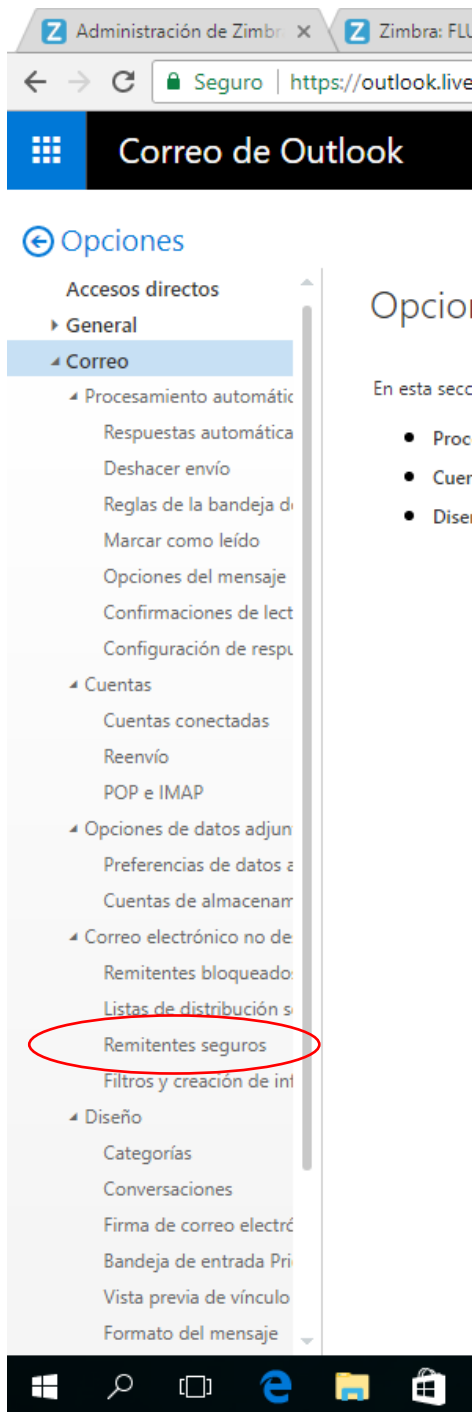 Administración de Zimbr
Zimbra: FLU
Seguro | https://outlook.live
Correo de Outlook
Opciones
Accesos directos
Opcion
General
Correo
En esta secc
Procesamiento automátic
Proc
Respuestas automática
Deshacer envío
Cuen
Reglas de la bandeja de
Dise
Marcar como leído
Opciones del mensaje
Confirmaciones de lect
Configuración de respu
Cuentas
Cuentas conectadas
Reenvío
POP e IMAP
Opciones de datos adjun
Preferencias de datos a
Cuentas de almacenam
Correo electrónico no de
Remitentes bloqueados
Listas de distribución s
Remitentes seguros
Filtros y creación de inf
Diseño
Categorías
Conversaciones
Firma de correo electró
Bandeja de entrada Pri
Vista previa de vínculo
Formato del mensaje